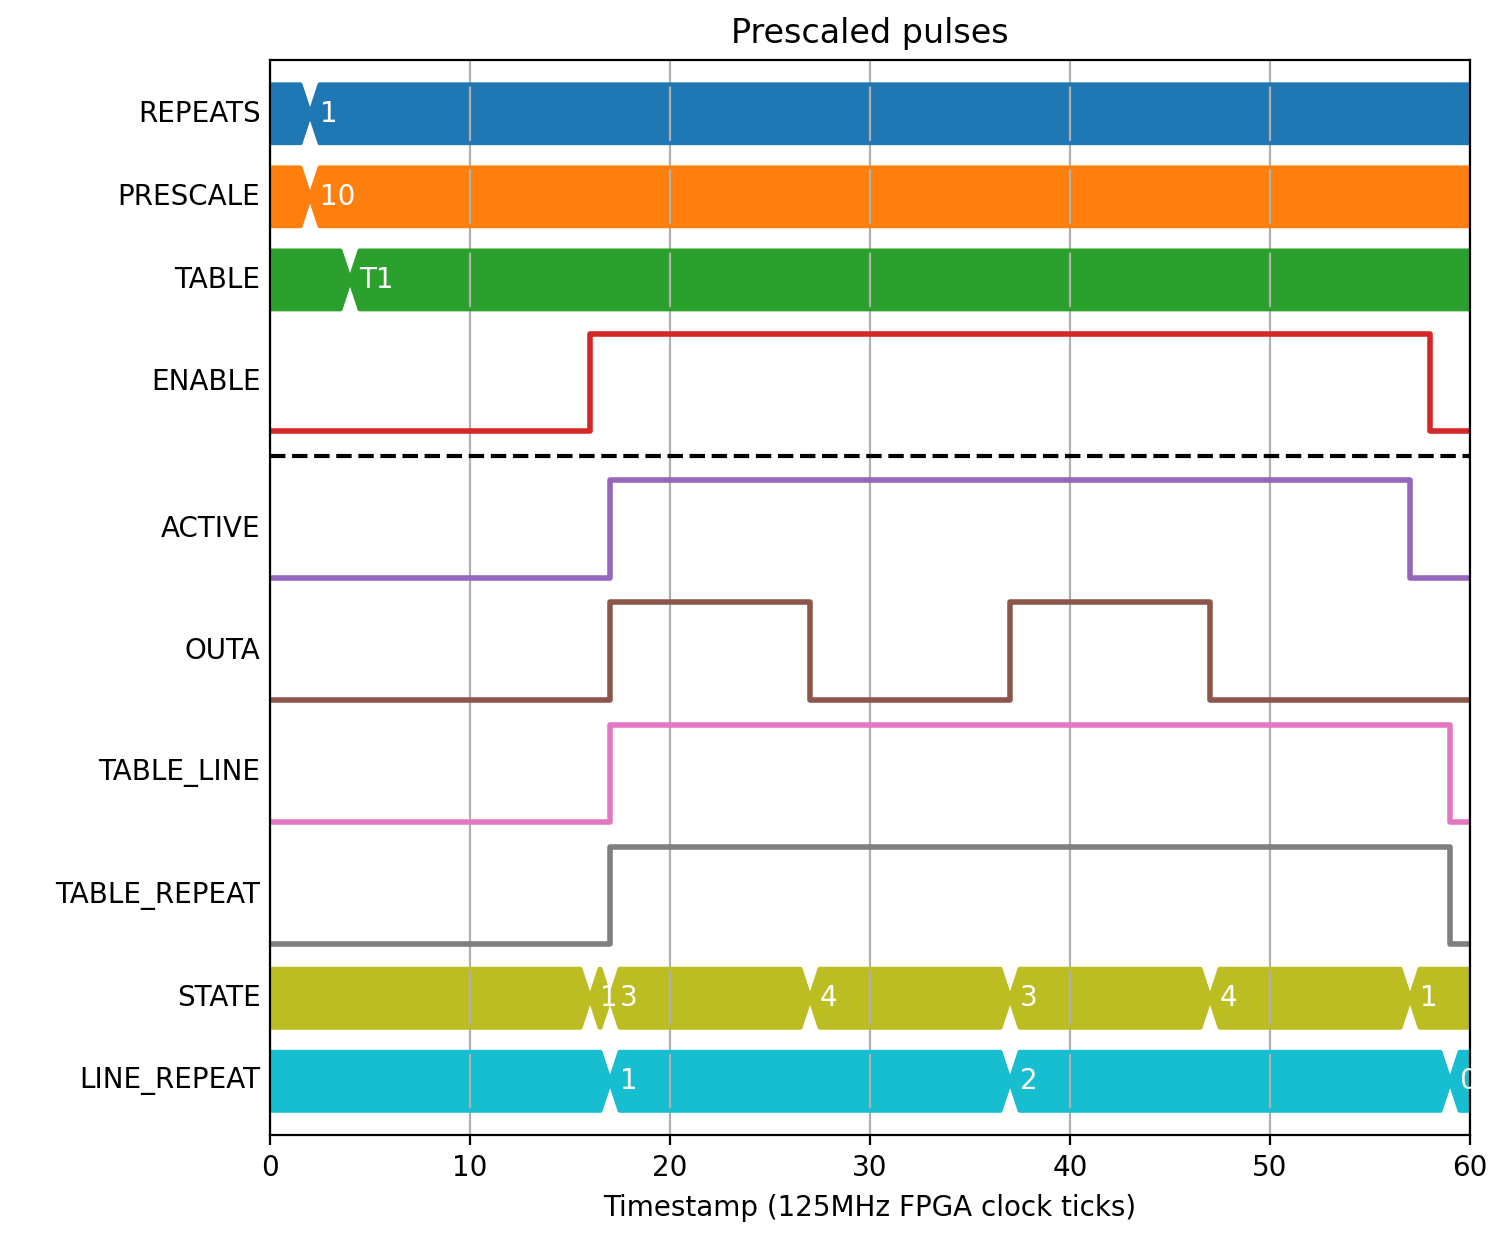 Prescaled pulses
REPEATS 1
PRESCALE 10
TABLE T1
ENABLE
ACTIVE
OUTA
TABLE_LINE
TABLE_REPEAT
STATE 1 3 4 3 4 1
LINE_REPEAT 1 2 0
0 10 20 30 40 50 60
Timestamp (125MHz FPGA clock ticks)